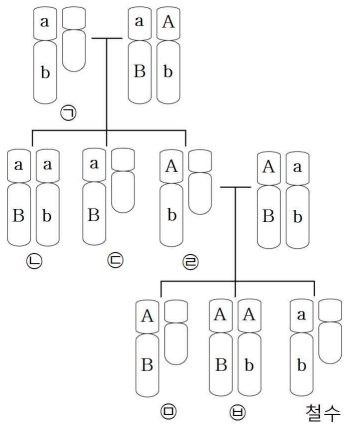 a a A
b B b
㉠
a a a A A a
B b B b B b
㉡ ㉢ ㉣
A A A a
B B b b
㉤ ㉥ 철수